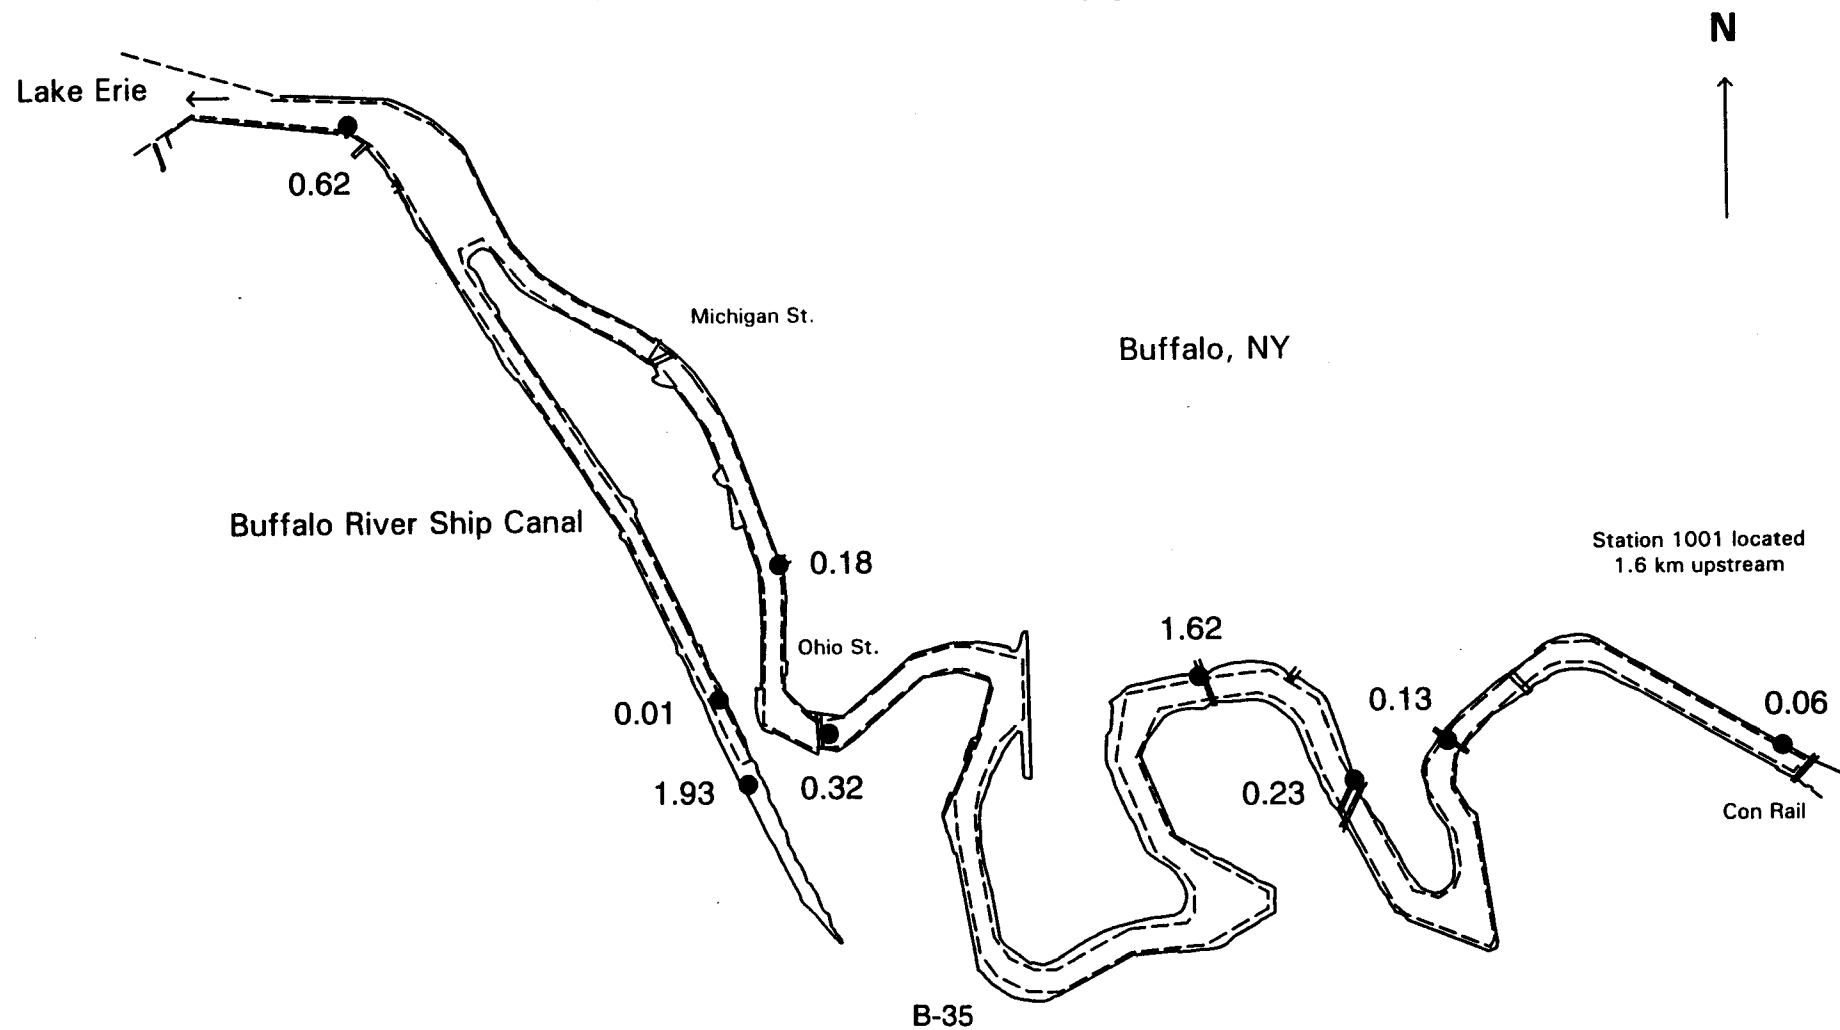 N
Lake Erie
0.62
Michigan St.
Buffalo, NY
Buffalo River Ship Canal
Station 1001 located
1.6 km upstream
0.18
1.62
Ohio St.
0.01
0.13
0.06
1.93
0.32
0.23
Con Rail
B-35